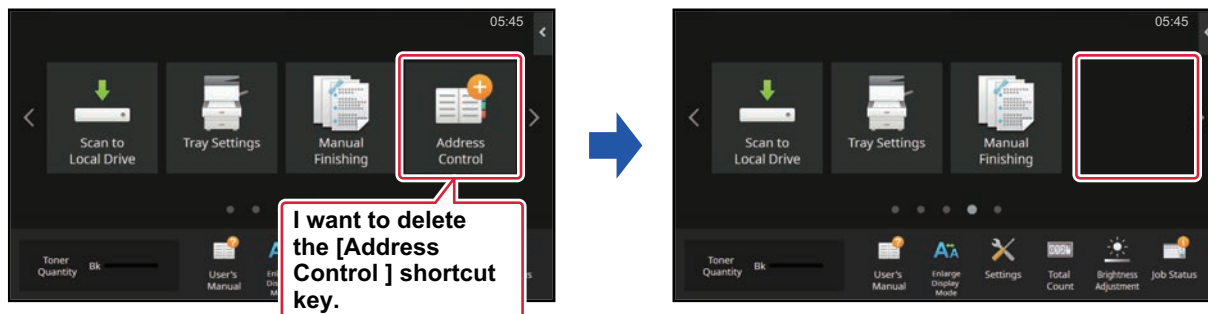 05:45
Scan to
Local Drive
Tray Settings
Manual
Finishing
Address
Control
I want to delete
the [Address
Control ] shortcut
key.
Toner
Quantity
Bk
User's
Manual
05:45
Scan to
Local Drive
Tray Settings
Manual
Finishing
Toner
Quantity
Bk
User's
Manual
Enlarge
Display
Mode
Settings
Total
Count
Brightness
Adjustment
Job Status